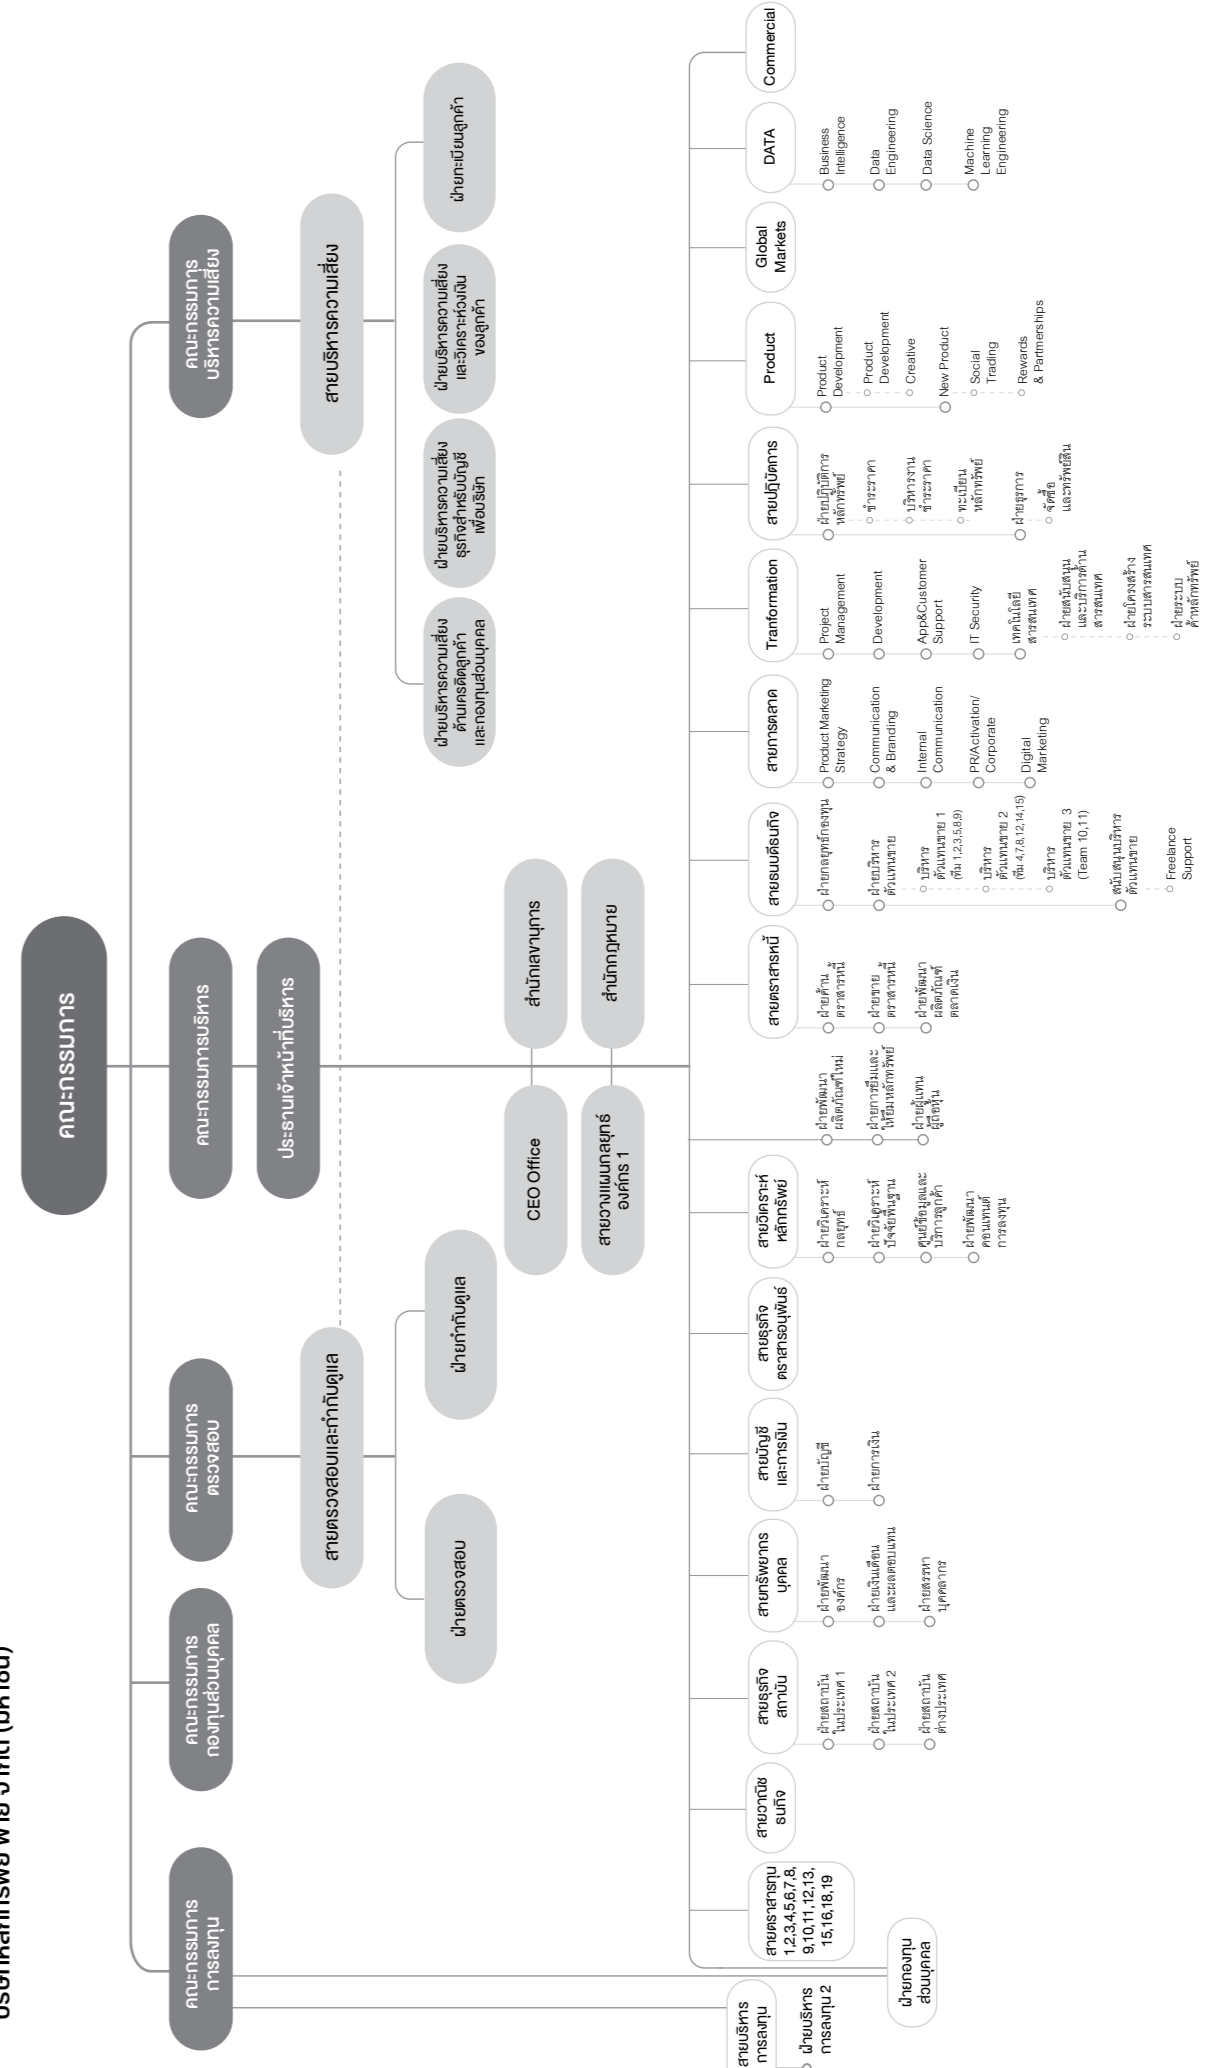 บริษัทหลักทรัพย์ พาย จำกัด (มหาชน)
คณะกรรมการ
คณะกรรมการ
การลงทุน
คณะกรรมการ
กองทุนส่วนบุคคล
คณะกรรมการ
ตรวจสอบ
คณะกรรมการบริหาร
คณะกรรมการ
บริหารความเสี่ยง
ประธานเจ้าหน้าที่บริหาร
สายตรวจสอบและกำกับดูแล
สายบริหารความเสี่ยง
ฝ่ายตรวจสอบ
ฝ่ายกำกับดูแล
ฝ่ายบริหารความเสี่ยง
ด้านเครดิตลูกค้า
และกองทุนส่วนบุคคล
ฝ่ายบริหารความเสี่ยง
ธุรกิจสำหรับบัญชี
เพื่อบริษัท
ฝ่ายบริหารความเสี่ยง
และวิเคราะห์วงเงิน
ของลูกค้า
ฝ่ายทะเบียนลูกค้า
CEO Office
สำนักเลขานุการ
สายวางแผนกลยุทธ์
องค์กร 1
สำนักกฎหมาย
สายบริหาร
การลงทุน
ฝ่ายบริหาร
การลงทุน 2
ฝ่ายกองทุน
ส่วนบุคคล
สายตราสารทุน
1,2,3,4,5,6,7,8,
9,10,11,12,13,
15,16,18,19
สายวาณิช
ธนกิจ
สายธุรกิจ
สถาบัน
ฝ่ายสถาบัน
ในประเทศ 1
ฝ่ายสถาบัน
ในประเทศ 2
ฝ่ายสถาบัน
ต่างประเทศ
สายทรัพยากร
บุคคล
ฝ่ายพัฒนา
องค์กร
ฝ่ายเงินเดือน
และผลตอบแทน
ฝ่ายสรรหา
บุคคลากร
สายบัญชี
และการเงิน
ฝ่ายบัญชี
ฝ่ายการเงิน
สายธุรกิจ
ตราสารอนุพันธ์
สายวิเคราะห์
หลักทรัพย์
ฝ่ายวิเคราะห์
กลยุทธ์
ฝ่ายวิเคราะห์
ปัจจัยพื้นฐาน
ศูนย์ข้อมูลและ
บริการลูกค้า
ฝ่ายพัฒนา
คอนเทนต์
การลงทุน
ฝ่ายพัฒนา
ผลิตภัณฑ์ใหม่
ฝ่ายการยืมและ
ให้ยืมหลักทรัพย์
ฝ่ายผู้แทน
ผู้ถือหุ้น
สายตราสารหนี้
ฝ่ายค้าน
ตราสารหนี้
ฝ่ายขาย
ตราสารหนี้
ฝ่ายพัฒนา
ผลิตภัณฑ์
ตลาดเงิน
สายธนบดีธนกิจ
ฝ่ายกลยุทธ์กองทุน
ฝ่ายบริหาร
ตัวแทนขาย
บริหาร
ตัวแทนขาย 1
(ทีม 1,2,3,5,8,9)
บริหาร
ตัวแทนขาย 2
(ทีม 4,7,8,12,14,15)
บริหาร
ตัวแทนขาย 3
(Team 10,11)
สนับสนุนบริหาร
ตัวแทนขาย
Freelance
Support
สายการตลาด
Product Marketing
Strategy
Communication
& Branding
Internal
Communication
PR/Activation/
Corporate
Digital
Marketing
Tranformation
Project
Management
Development
App&Customer
Support
IT Security
เทคโนโลยี
สารสนเทศ
ฝ่ายสนับสนุน
และบริการด้าน
สารสนเทศ
ฝ่ายโครงสร้าง
ระบบสารสนเทศ
ฝ่ายระบบ
ค้าหลักทรัพย์
สายปฏิบัติการ
ฝ่ายปฏิบัติการ
หลักทรัพย์
ชำระราคา
บริหารงาน
ชำระราคา
ทะเบียน
หลักทรัพย์
ฝ่ายธุรการ
จัดซื้อ
และทรัพย์สิน
Product
Product
Development
Product
Development
Creative
New Product
Social
Trading
Rewards
& Partnerships
Global
Markets
DATA
Business
Intelligence
Data
Engineering
Data Science
Machine
Learning
Engineering
Commercial